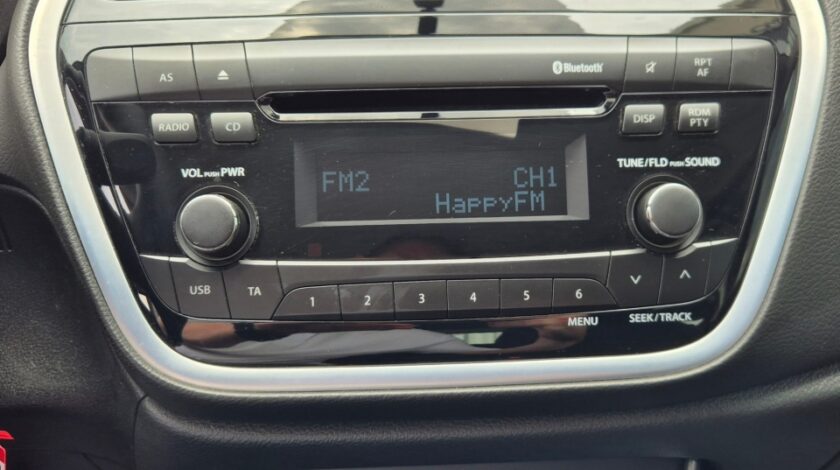 Bluetooth
AS
RPT
AF
RADIO
CD
DISP
RDM
PTY
VOL PUSH PWR
TUNE/FLD PUSH SOUND
FM2
CH1
HappyFM
USB
TA
1
2
3
4
5
6
MENU
SEEK/TRACK